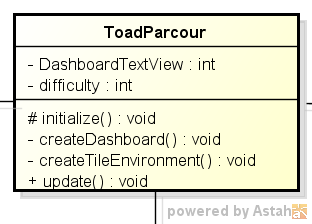 ToadParcour
- DashboardTextView : int
- difficulty : int
# initialize() : void
- createDashboard() : void
- createTileEnvironment() : void
+ update() : void
powered by Astah